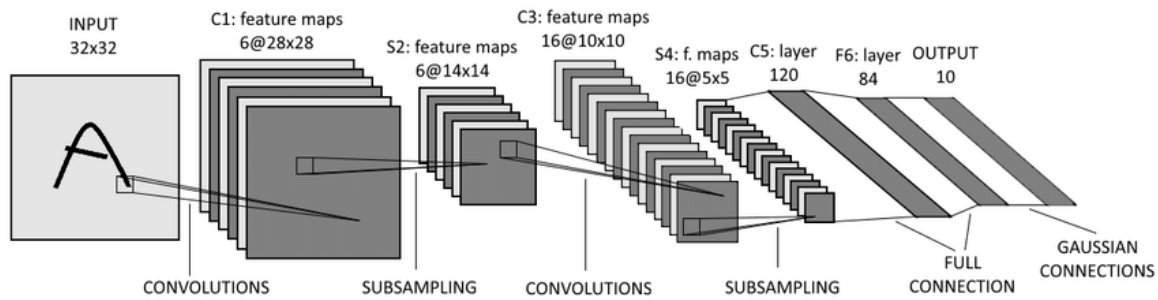 INPUT
32x32
C1: feature maps
6@28x28
S2: feature maps
6@14x14
C3: feature maps
16@10x10
S4: f. maps
16@5x5
C5: layer
120
F6: layer
84
OUTPUT
10
CONVOLUTIONS
SUBSAMPLING
CONVOLUTIONS
SUBSAMPLING
FULL
CONNECTION
GAUSSIAN
CONNECTIONS
A